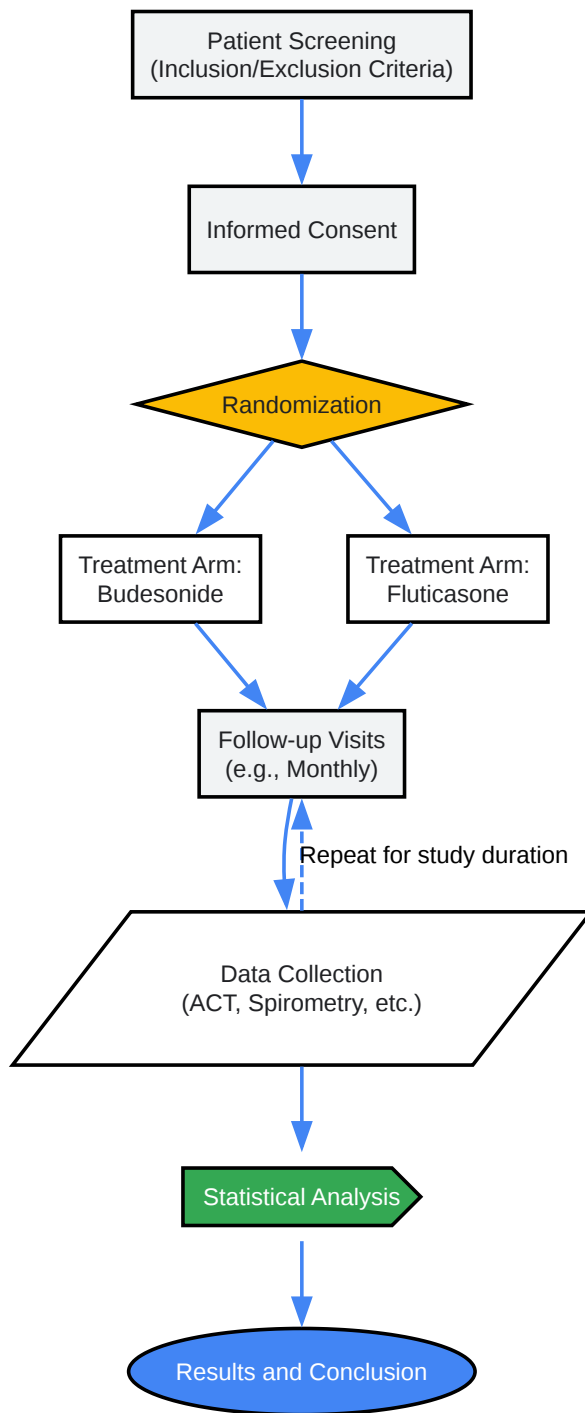 Patient Screening
(Inclusion/Exclusion Criteria)
Informed Consent
Randomization
Treatment Arm:
Budesonide
Treatment Arm:
Fluticasone
Follow-up Visits
(e.g., Monthly)
Repeat for study duration
Data Collection
(ACT, Spirometry, etc.)
Statistical Analysis
Results and Conclusion